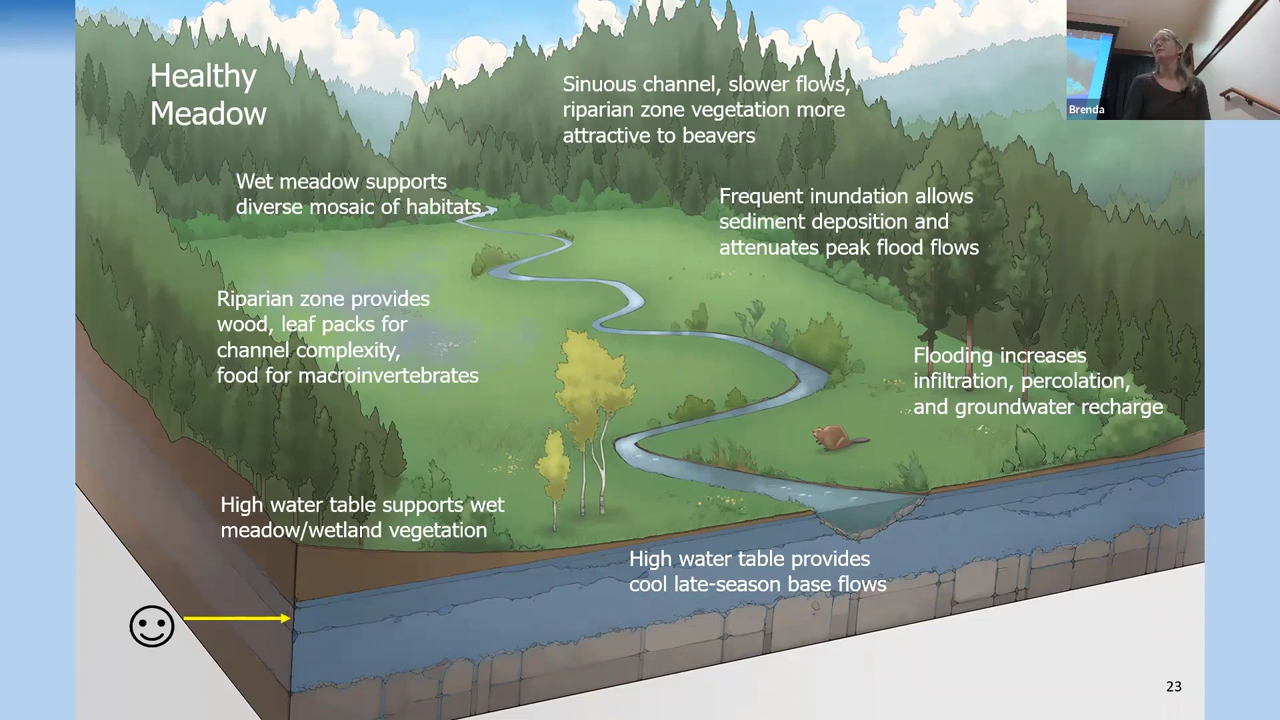 Healthy
Meadow
Sinuous channel, slower flows,
riparian zone vegetation more
attractive to beavers
Brenda
Wet meadow supports
diverse mosaic of habitats
Frequent inundation allows
sediment deposition and
attenuates peak flood flows
Riparian zone provides
wood, leaf packs for
channel complexity,
food for macroinvertebrates
Flooding increases
infiltration, percolation,
and groundwater recharge
High water table supports wet
meadow/wetland vegetation
High water table provides
cool late-season base flows
23